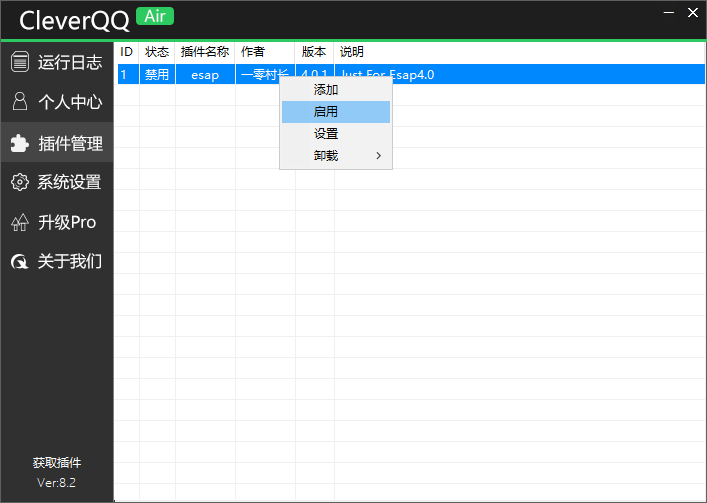 CleverQQ Air
运行日志
个人中心
插件管理
系统设置
升级Pro
关于我们
获取插件
Ver:8.2
ID 状态 插件名称 作者 版本 说明
1 禁用 esap 一零村长 4.0.1 Just For Esap4.0
添加
启用
设置
卸载